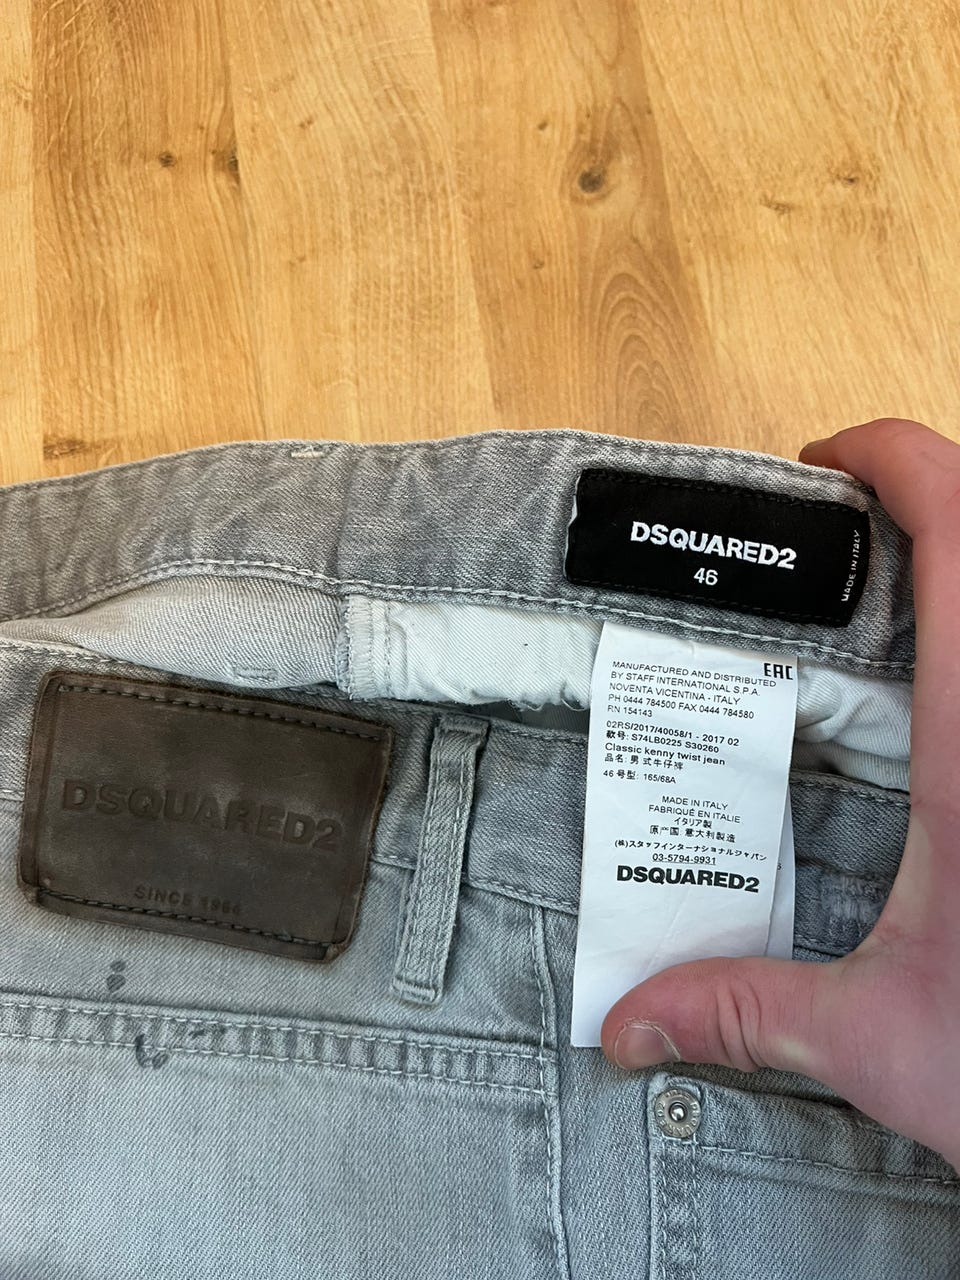 DSQUARED2
46
MADE IN ITALY
EAC
MANUFACTURED AND DISTRIBUTED
BY STAFF INTERNATIONAL S.P.A.
NOVENTA VICENTINA - ITALY
PH 0444 784500 FAX 0444 784580
RN 154143
02RS/2017/40058/1 - 2017 02
款号: S74LB0225 S30260
Classic kenny twist jean
品名: 男式牛仔裤
46 号型: 165/68A
MADE IN ITALY
FABRIQUÉ EN ITALIE
イタリア製
原产国: 意大利製造
(株)スタッフインターナショナルジャパン
03-5794-9931
DSQUARED2
DSQUARED2
SINCE 1964